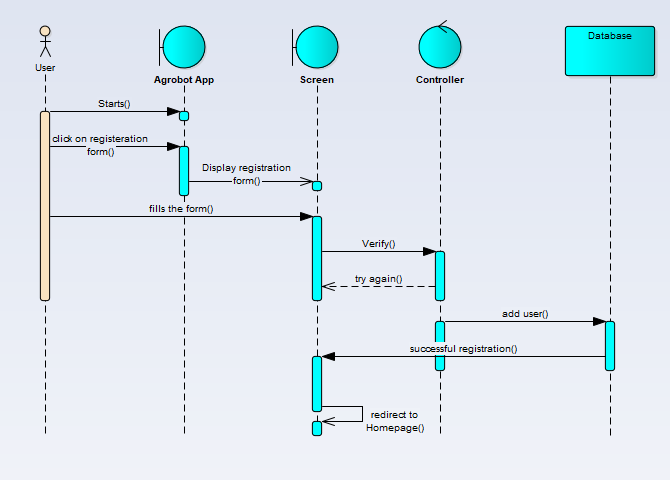 Database
User
Agrobot App
Screen
Controller
Starts()
click on registeration
form()
Display registration
form()
fills the form()
Verify()
try again()
add user()
successful registration()
redirect to
Homepage()